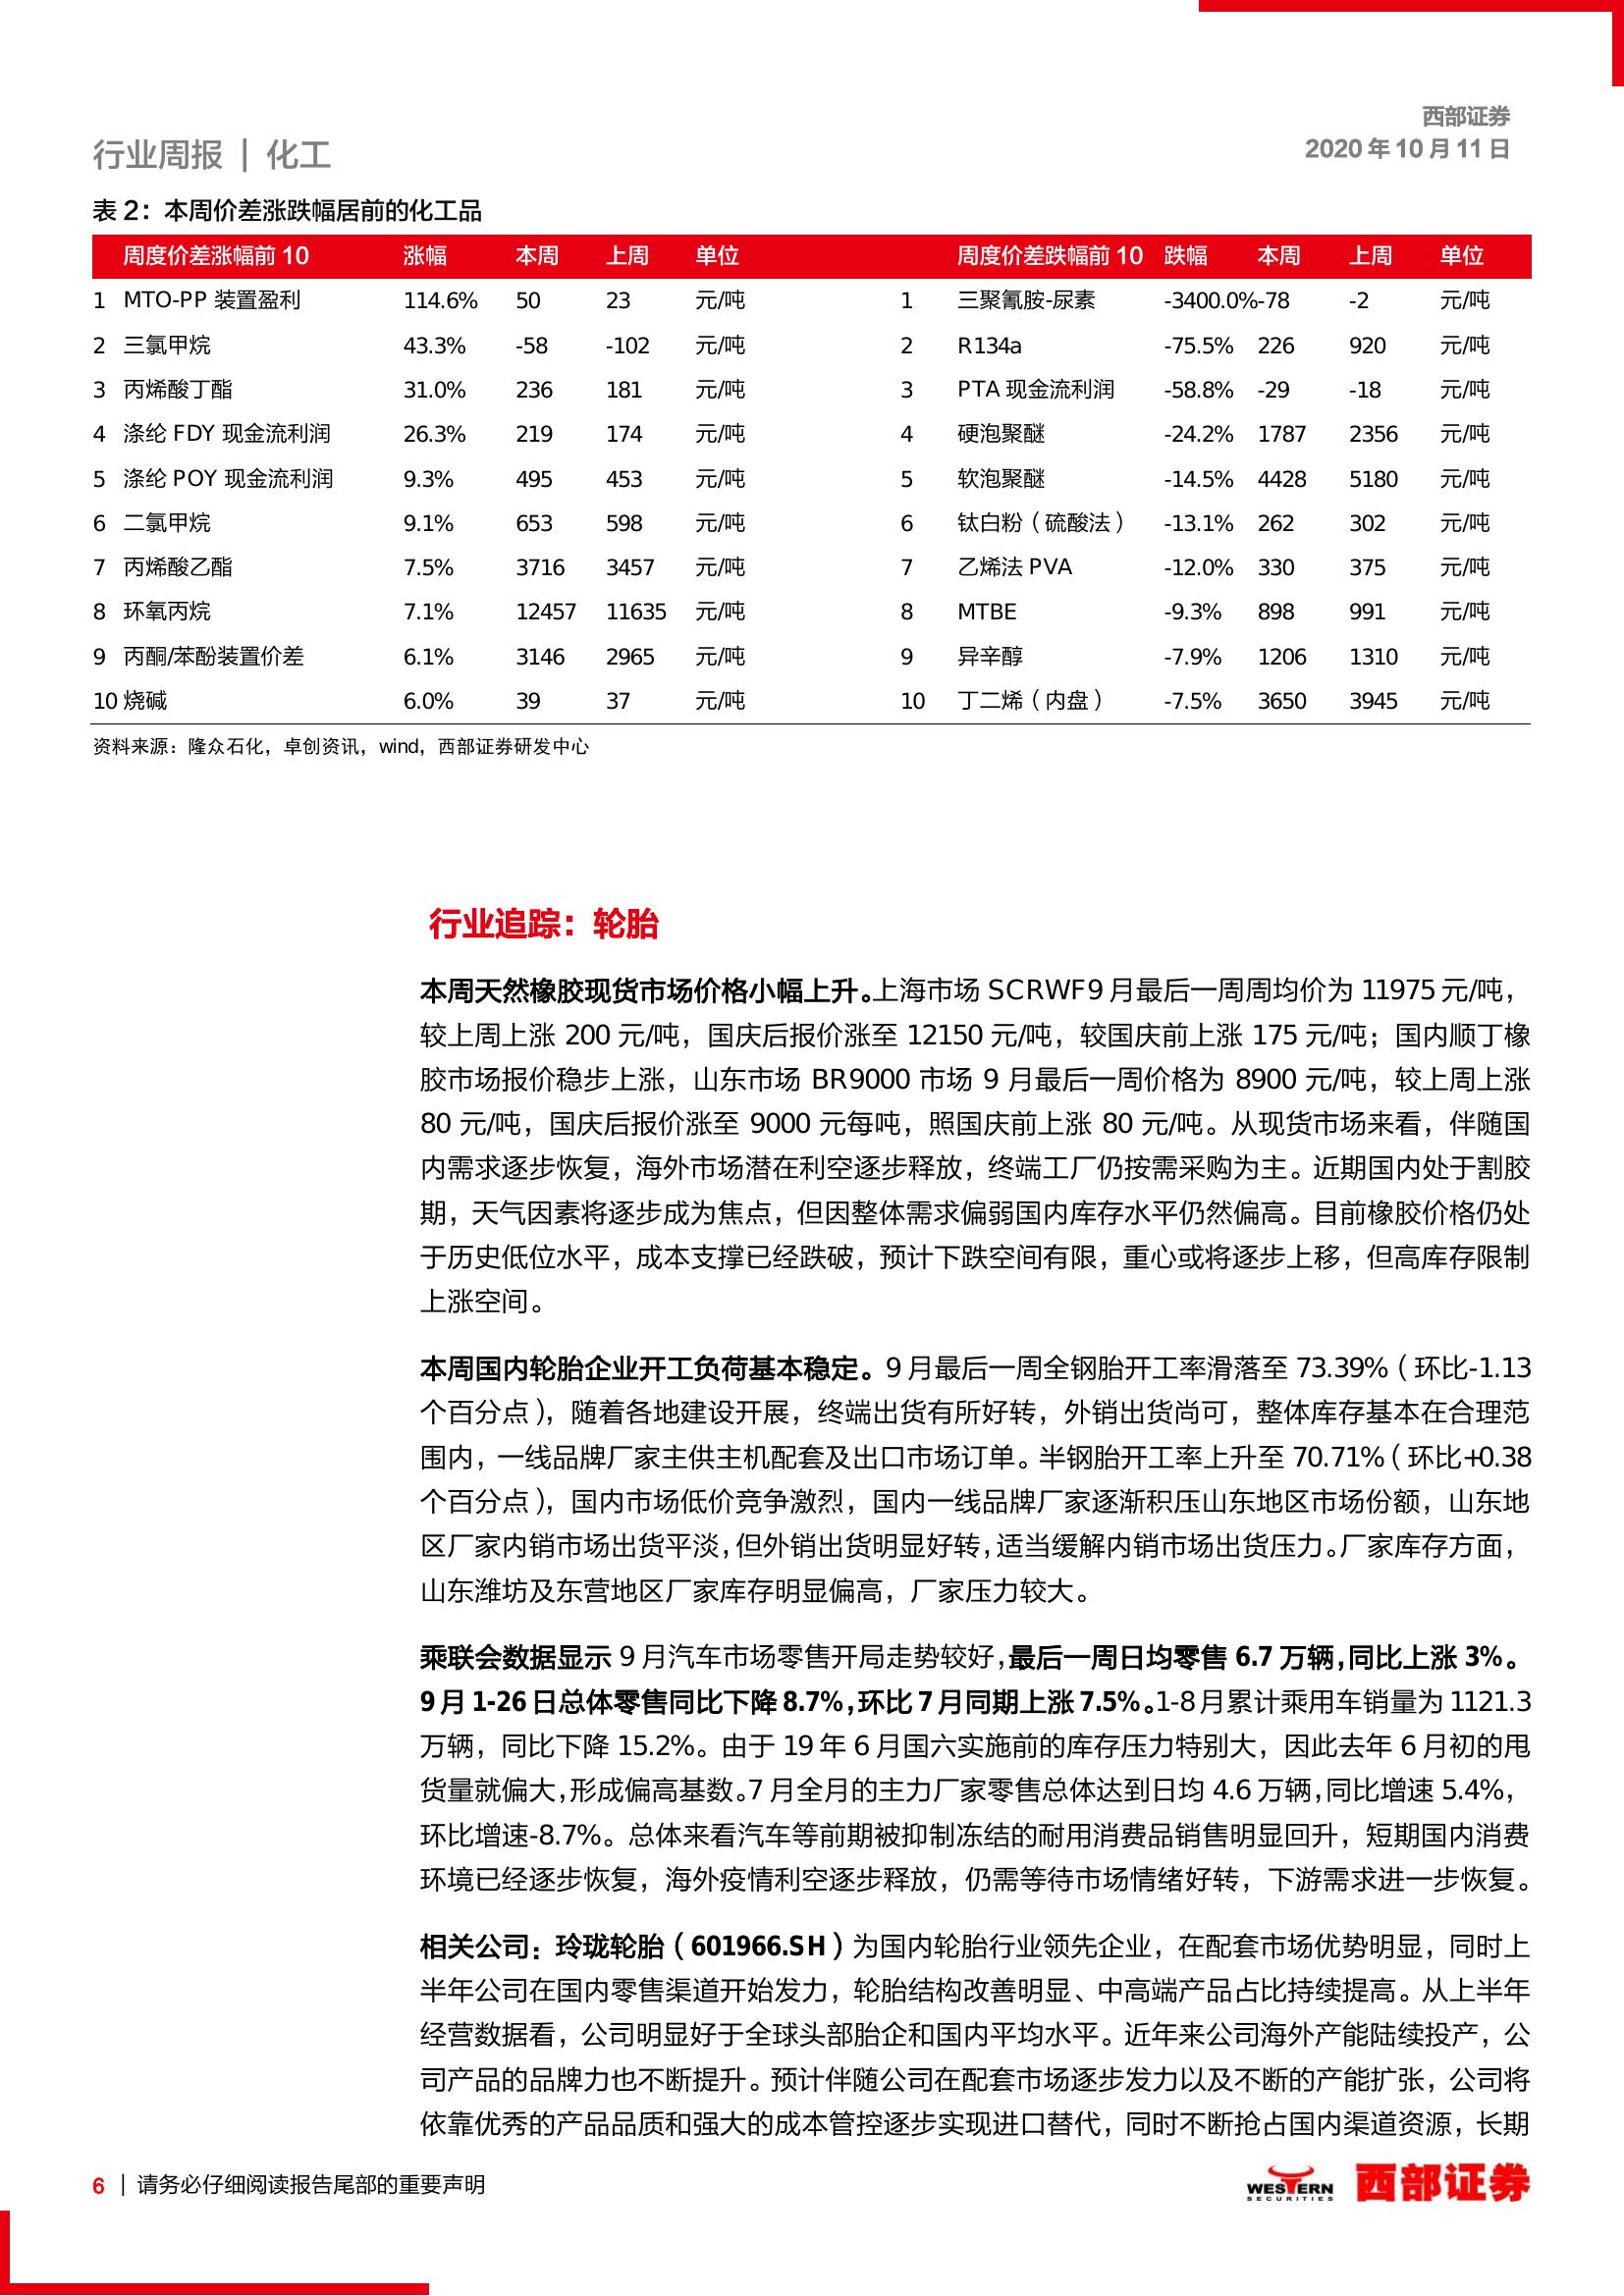 西部证券
2020 年 10 月 11 日
行业周报 | 化工
表 2：本周价差涨跌幅居前的化工品
周度价差涨幅前 10 涨幅 本周 上周 单位 周度价差跌幅前 10 跌幅 本周 上周 单位
1 MTO-PP 装置盈利 114.6% 50 23 元/吨 1 三聚氰胺-尿素 -3400.0% -78 -2 元/吨
2 三氯甲烷 43.3% -58 -102 元/吨 2 R134a -75.5% 226 920 元/吨
3 丙烯酸丁酯 31.0% 236 181 元/吨 3 PTA 现金流利润 -58.8% -29 -18 元/吨
4 涤纶 FDY 现金流利润 26.3% 219 174 元/吨 4 硬泡聚醚 -24.2% 1787 2356 元/吨
5 涤纶 POY 现金流利润 9.3% 495 453 元/吨 5 软泡聚醚 -14.5% 4428 5180 元/吨
6 二氯甲烷 9.1% 653 598 元/吨 6 钛白粉（硫酸法） -13.1% 262 302 元/吨
7 丙烯酸乙酯 7.5% 3716 3457 元/吨 7 乙烯法 PVA -12.0% 330 375 元/吨
8 环氧丙烷 7.1% 12457 11635 元/吨 8 MTBE -9.3% 898 991 元/吨
9 丙酮/苯酚装置价差 6.1% 3146 2965 元/吨 9 异辛醇 -7.9% 1206 1310 元/吨
10 烧碱 6.0% 39 37 元/吨 10 丁二烯（内盘） -7.5% 3650 3945 元/吨
资料来源：隆众石化，卓创资讯，wind，西部证券研发中心
行业追踪：轮胎
本周天然橡胶现货市场价格小幅上升。上海市场 SCRWF9 月最后一周周均价为 11975 元/吨，
较上周上涨 200 元/吨，国庆后报价涨至 12150 元/吨，较国庆前上涨 175 元/吨；国内顺丁橡
胶市场报价稳步上涨，山东市场 BR9000 市场 9 月最后一周价格为 8900 元/吨，较上周上涨
80 元/吨，国庆后报价涨至 9000 元每吨，照国庆前上涨 80 元/吨。从现货市场来看，伴随国
内需求逐步恢复，海外市场潜在利空逐步释放，终端工厂仍按需采购为主。近期国内处于割胶
期，天气因素将逐步成为焦点，但因整体需求偏弱国内库存水平仍然偏高。目前橡胶价格仍处
于历史低位水平，成本支撑已经跌破，预计下跌空间有限，重心或将逐步上移，但高库存限制
上涨空间。
本周国内轮胎企业开工负荷基本稳定。9 月最后一周全钢胎开工率滑落至 73.39%（环比-1.13
个百分点），随着各地建设开展，终端出货有所好转，外销出货尚可，整体库存基本在合理范
围内，一线品牌厂家主供主机配套及出口市场订单。半钢胎开工率上升至 70.71%（环比+0.38
个百分点），国内市场低价竞争激烈，国内一线品牌厂家逐渐积压山东地区市场份额，山东地
区厂家内销市场出货平淡，但外销出货明显好转，适当缓解内销市场出货压力。厂家库存方面，
山东潍坊及东营地区厂家库存明显偏高，厂家压力较大。
乘联会数据显示 9 月汽车市场零售开局走势较好，最后一周日均零售 6.7 万辆，同比上涨 3%。
9 月 1-26 日总体零售同比下降 8.7%，环比 7 月同期上涨 7.5%。1-8 月累计乘用车销量为 1121.3
万辆，同比下降 15.2%。由于 19 年 6 月国六实施前的库存压力特别大，因此去年 6 月初的甩
货量就偏大，形成偏高基数。7 月全月的主力厂家零售总体达到日均 4.6 万辆，同比增速 5.4%，
环比增速-8.7%。总体来看汽车等前期被抑制冻结的耐用消费品销售明显回升，短期国内消费
环境已经逐步恢复，海外疫情利空逐步释放，仍需等待市场情绪好转，下游需求进一步恢复。
相关公司：玲珑轮胎（601966.SH）为国内轮胎行业领先企业，在配套市场优势明显，同时上
半年公司在国内零售渠道开始发力，轮胎结构改善明显、中高端产品占比持续提高。从上半年
经营数据看，公司明显好于全球头部胎企和国内平均水平。近年来公司海外产能陆续投产，公
司产品的品牌力也不断提升。预计伴随公司在配套市场逐步发力以及不断的产能扩张，公司将
依靠优秀的产品品质和强大的成本管控逐步实现进口替代，同时不断抢占国内渠道资源，长期
6 | 请务必仔细阅读报告尾部的重要声明
WESTERN
SECURITIES
西部证券